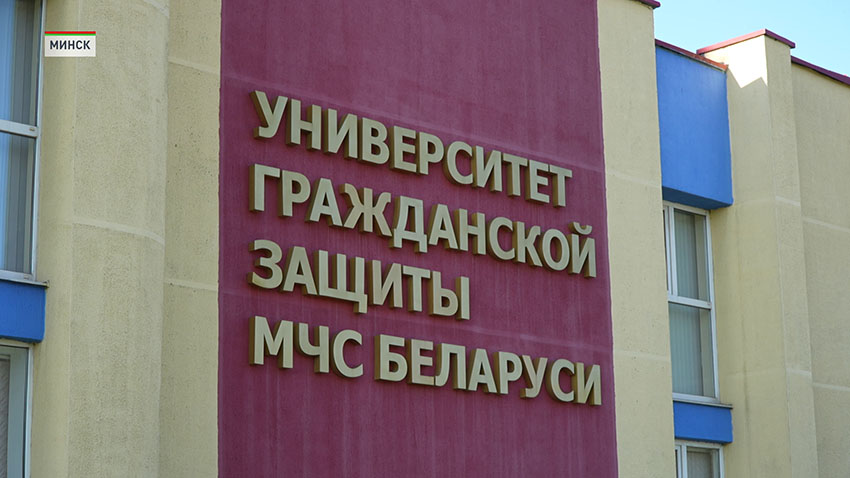 МИНСК
УНИВЕРСИТЕТ
ГРАЖДАНСКОЙ
ЗАЩИТЫ
МЧС БЕЛАРУСИ